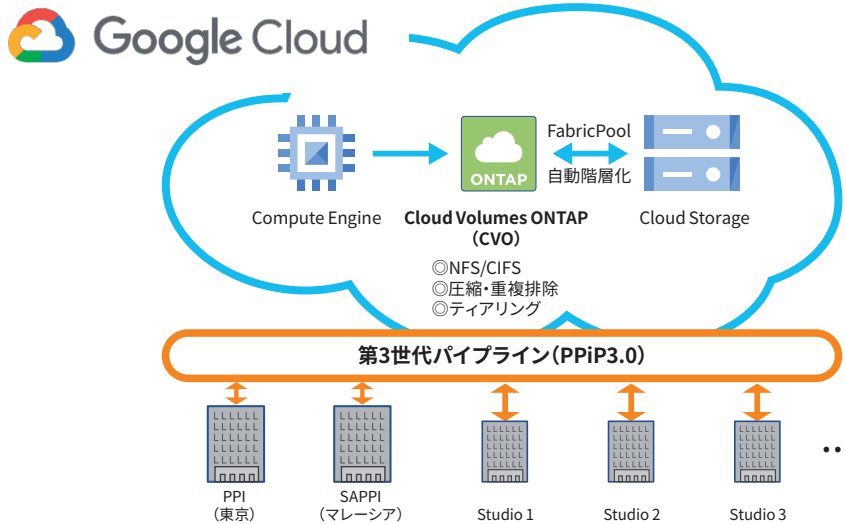 Google Cloud
FabricPool
自動階層化
ONTAP
Compute Engine
Cloud Volumes ONTAP
（CVO）
Cloud Storage
◎NFS/CIFS
◎圧縮・重複排除
◎ティアリング
第3世代パイプライン（PPiP3.0）
PPI
（東京）
SAPPI
（マレーシア）
Studio 1
Studio 2
Studio 3